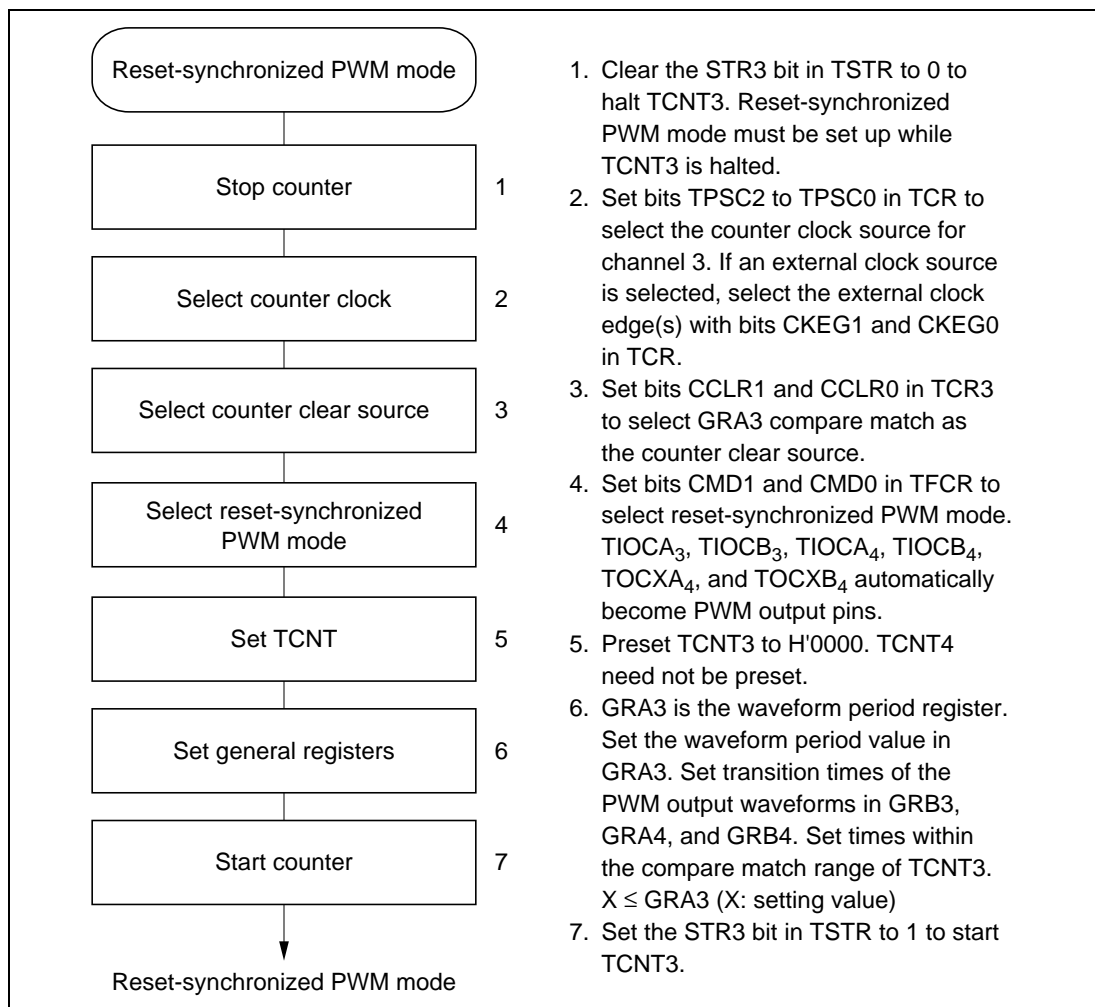 Reset-synchronized PWM mode
Stop counter 1
Select counter clock 2
Select counter clear source 3
Select reset-synchronized
PWM mode 4
Set TCNT 5
Set general registers 6
Start counter 7
Reset-synchronized PWM mode
1. Clear the STR3 bit in TSTR to 0 to
halt TCNT3. Reset-synchronized
PWM mode must be set up while
TCNT3 is halted.
2. Set bits TPSC2 to TPSC0 in TCR to
select the counter clock source for
channel 3. If an external clock source
is selected, select the external clock
edge(s) with bits CKEG1 and CKEG0
in TCR.
3. Set bits CCLR1 and CCLR0 in TCR3
to select GRA3 compare match as
the counter clear source.
4. Set bits CMD1 and CMD0 in TFCR to
select reset-synchronized PWM mode.
TIOCA₃, TIOCB₃, TIOCA₄, TIOCB₄,
TOCXA₄, and TOCXB₄ automatically
become PWM output pins.
5. Preset TCNT3 to H'0000. TCNT4
need not be preset.
6. GRA3 is the waveform period register.
Set the waveform period value in
GRA3. Set transition times of the
PWM output waveforms in GRB3,
GRA4, and GRB4. Set times within
the compare match range of TCNT3.
X ≤ GRA3 (X: setting value)
7. Set the STR3 bit in TSTR to 1 to start
TCNT3.